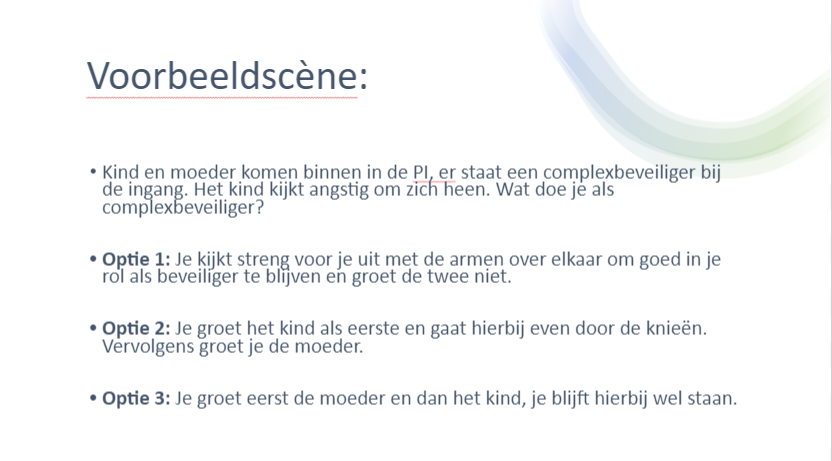 Voorbeeldscène:
• Kind en moeder komen binnen in de PI, er staat een complexbeveiliger bij
de ingang. Het kind kijkt angstig om zich heen. Wat doe je als
complexbeveiliger?
• Optie 1: Je kijkt streng voor je uit met de armen over elkaar om goed in je
rol als beveiliger te blijven en groet de twee niet.
• Optie 2: Je groet het kind als eerste en gaat hierbij even door de knieën.
Vervolgens groet je de moeder.
• Optie 3: Je groet eerst de moeder en dan het kind, je blijft hierbij wel staan.